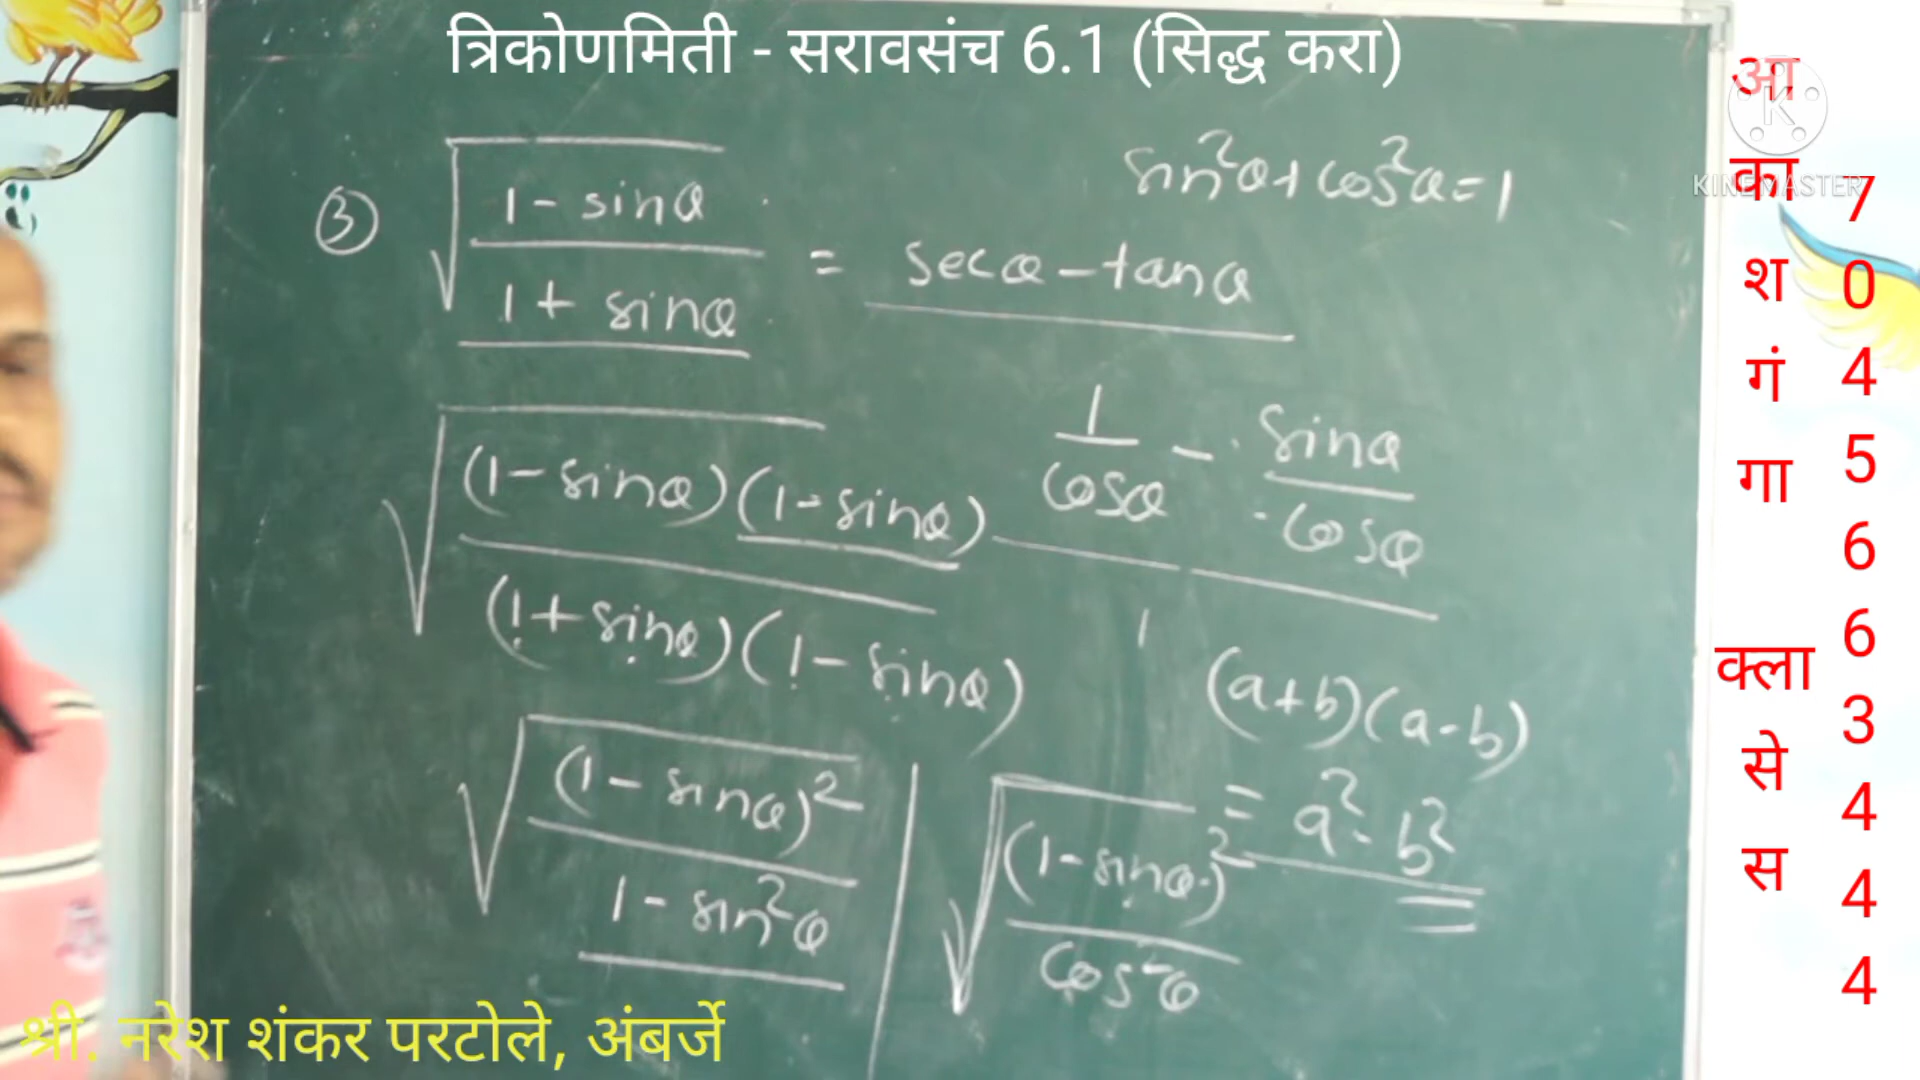 त्रिकोणमिती - सरावसंच 6.1 (सिद्ध करा)
sin²θ + cos²θ = 1
③ √((1 - sinθ)/(1 + sinθ)) = secθ - tanθ
√(((1 - sinθ)(1 - sinθ))/((1 + sinθ)(1 - sinθ)))
1/cosθ - sinθ/cosθ
(a+b)(a-b)
= a² - b²
√((1 - sinθ)²/(1 - sin²θ))
√((1 - sinθ)²/cos²θ)
श्री. नरेश शंकर परटोले, अंबर्जे
आ
का
श
गं
गा
क्ला
से
स
7
0
4
5
6
6
3
4
4
4
K
KINEMASTER